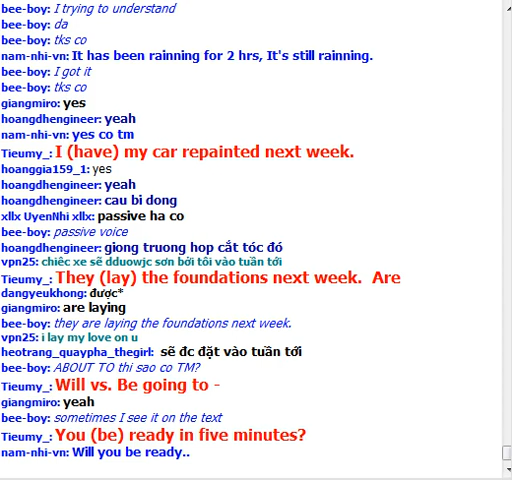 bee-boy: I trying to understand
bee-boy: da
bee-boy: tks co
nam-nhi-vn: It has been rainning for 2 hrs, It's still rainning.
bee-boy: I got it
bee-boy: tks co
giangmiro: yes
hoangdhengineer: yeah
nam-nhi-vn: yes co tm
Tieumy_: I (have) my car repainted next week.
hoanggia159_1: yes
hoangdhengineer: yeah
hoangdhengineer: cau bi dong
xllx UyenNhi xllx: passive ha co
bee-boy: passive voice
hoangdhengineer: giong truong hop cắt tóc đó
vpn25: chiếc xe sẽ dduowjc sơn bởi tôi vào tuần tới
Tieumy_: They (lay) the foundations next week.  Are
dangyeukhong: được*
giangmiro: are laying
bee-boy: they are laying the foundations next week.
vpn25: i lay my love on u
heotrang_quaypha_thegirl: sẽ đc đặt vào tuần tới
bee-boy: ABOUT TO thi sao co TM?
Tieumy_: Will vs. Be going to -
giangmiro: yeah
bee-boy: sometimes I see it on the text
Tieumy_: You (be) ready in five minutes?
nam-nhi-vn: Will you be ready..